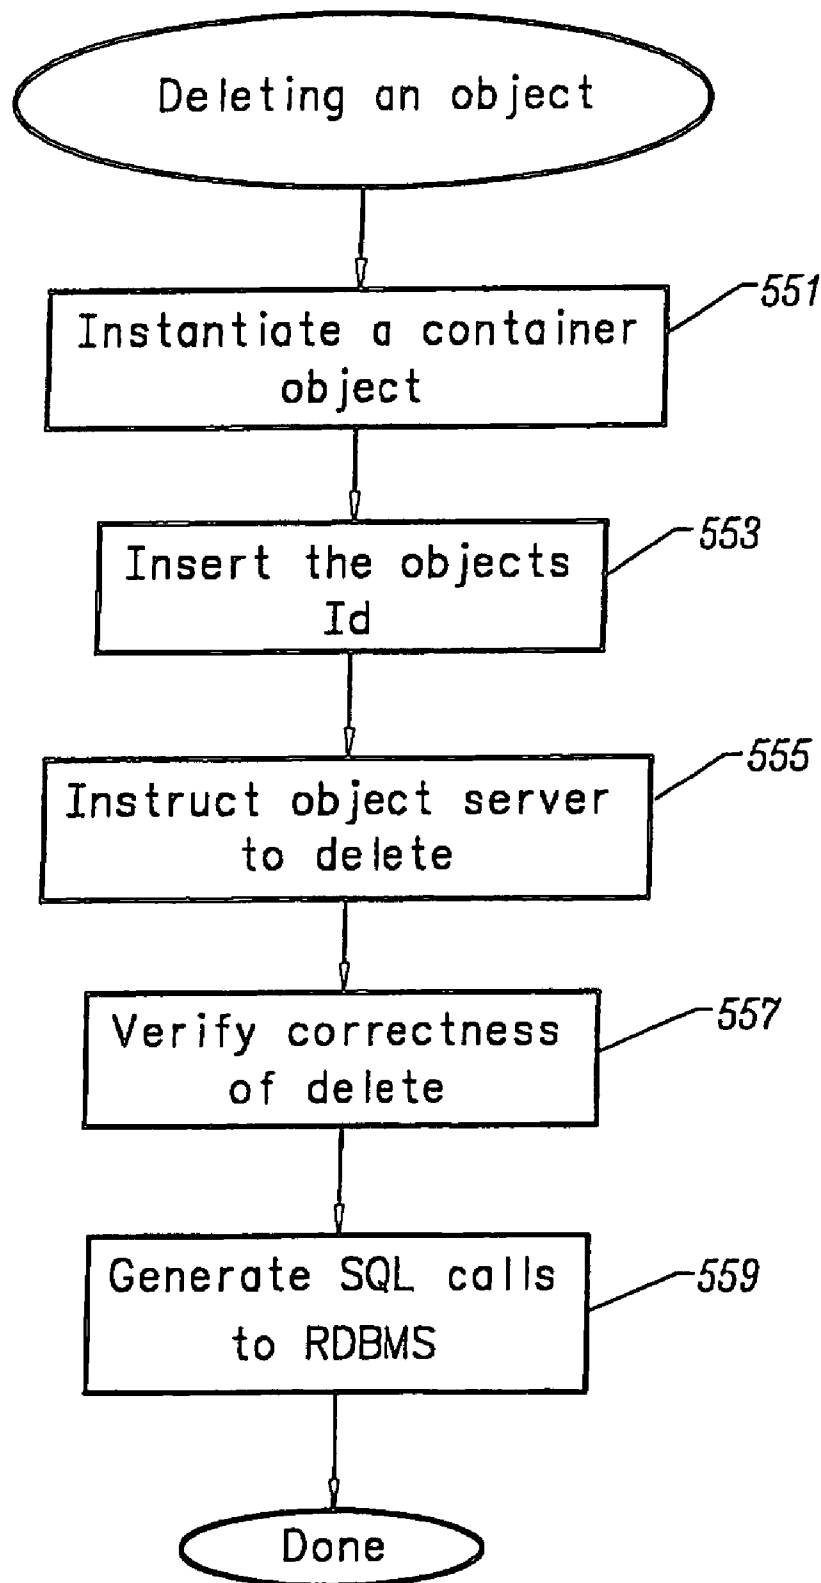 Deleting an object
551
Instantiate a container
object
553
Insert the objects
Id
555
Instruct object server
to delete
557
Verify correctness
of delete
559
Generate SQL calls
to RDBMS
Done